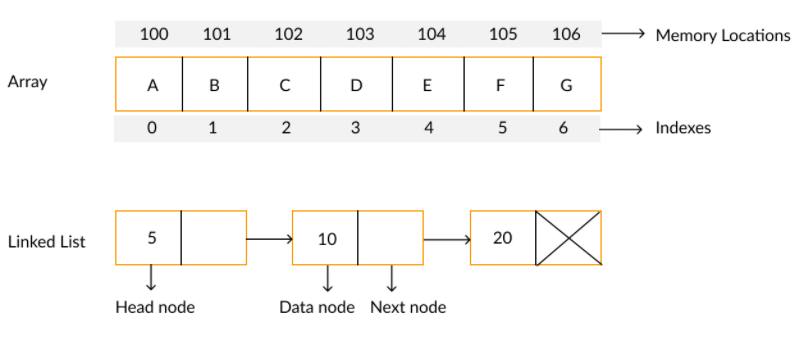 100 101 102 103 104 105 106 Memory Locations
Array A B C D E F G
0 1 2 3 4 5 6 Indexes
Linked List 5 10 20
Head node Data node Next node